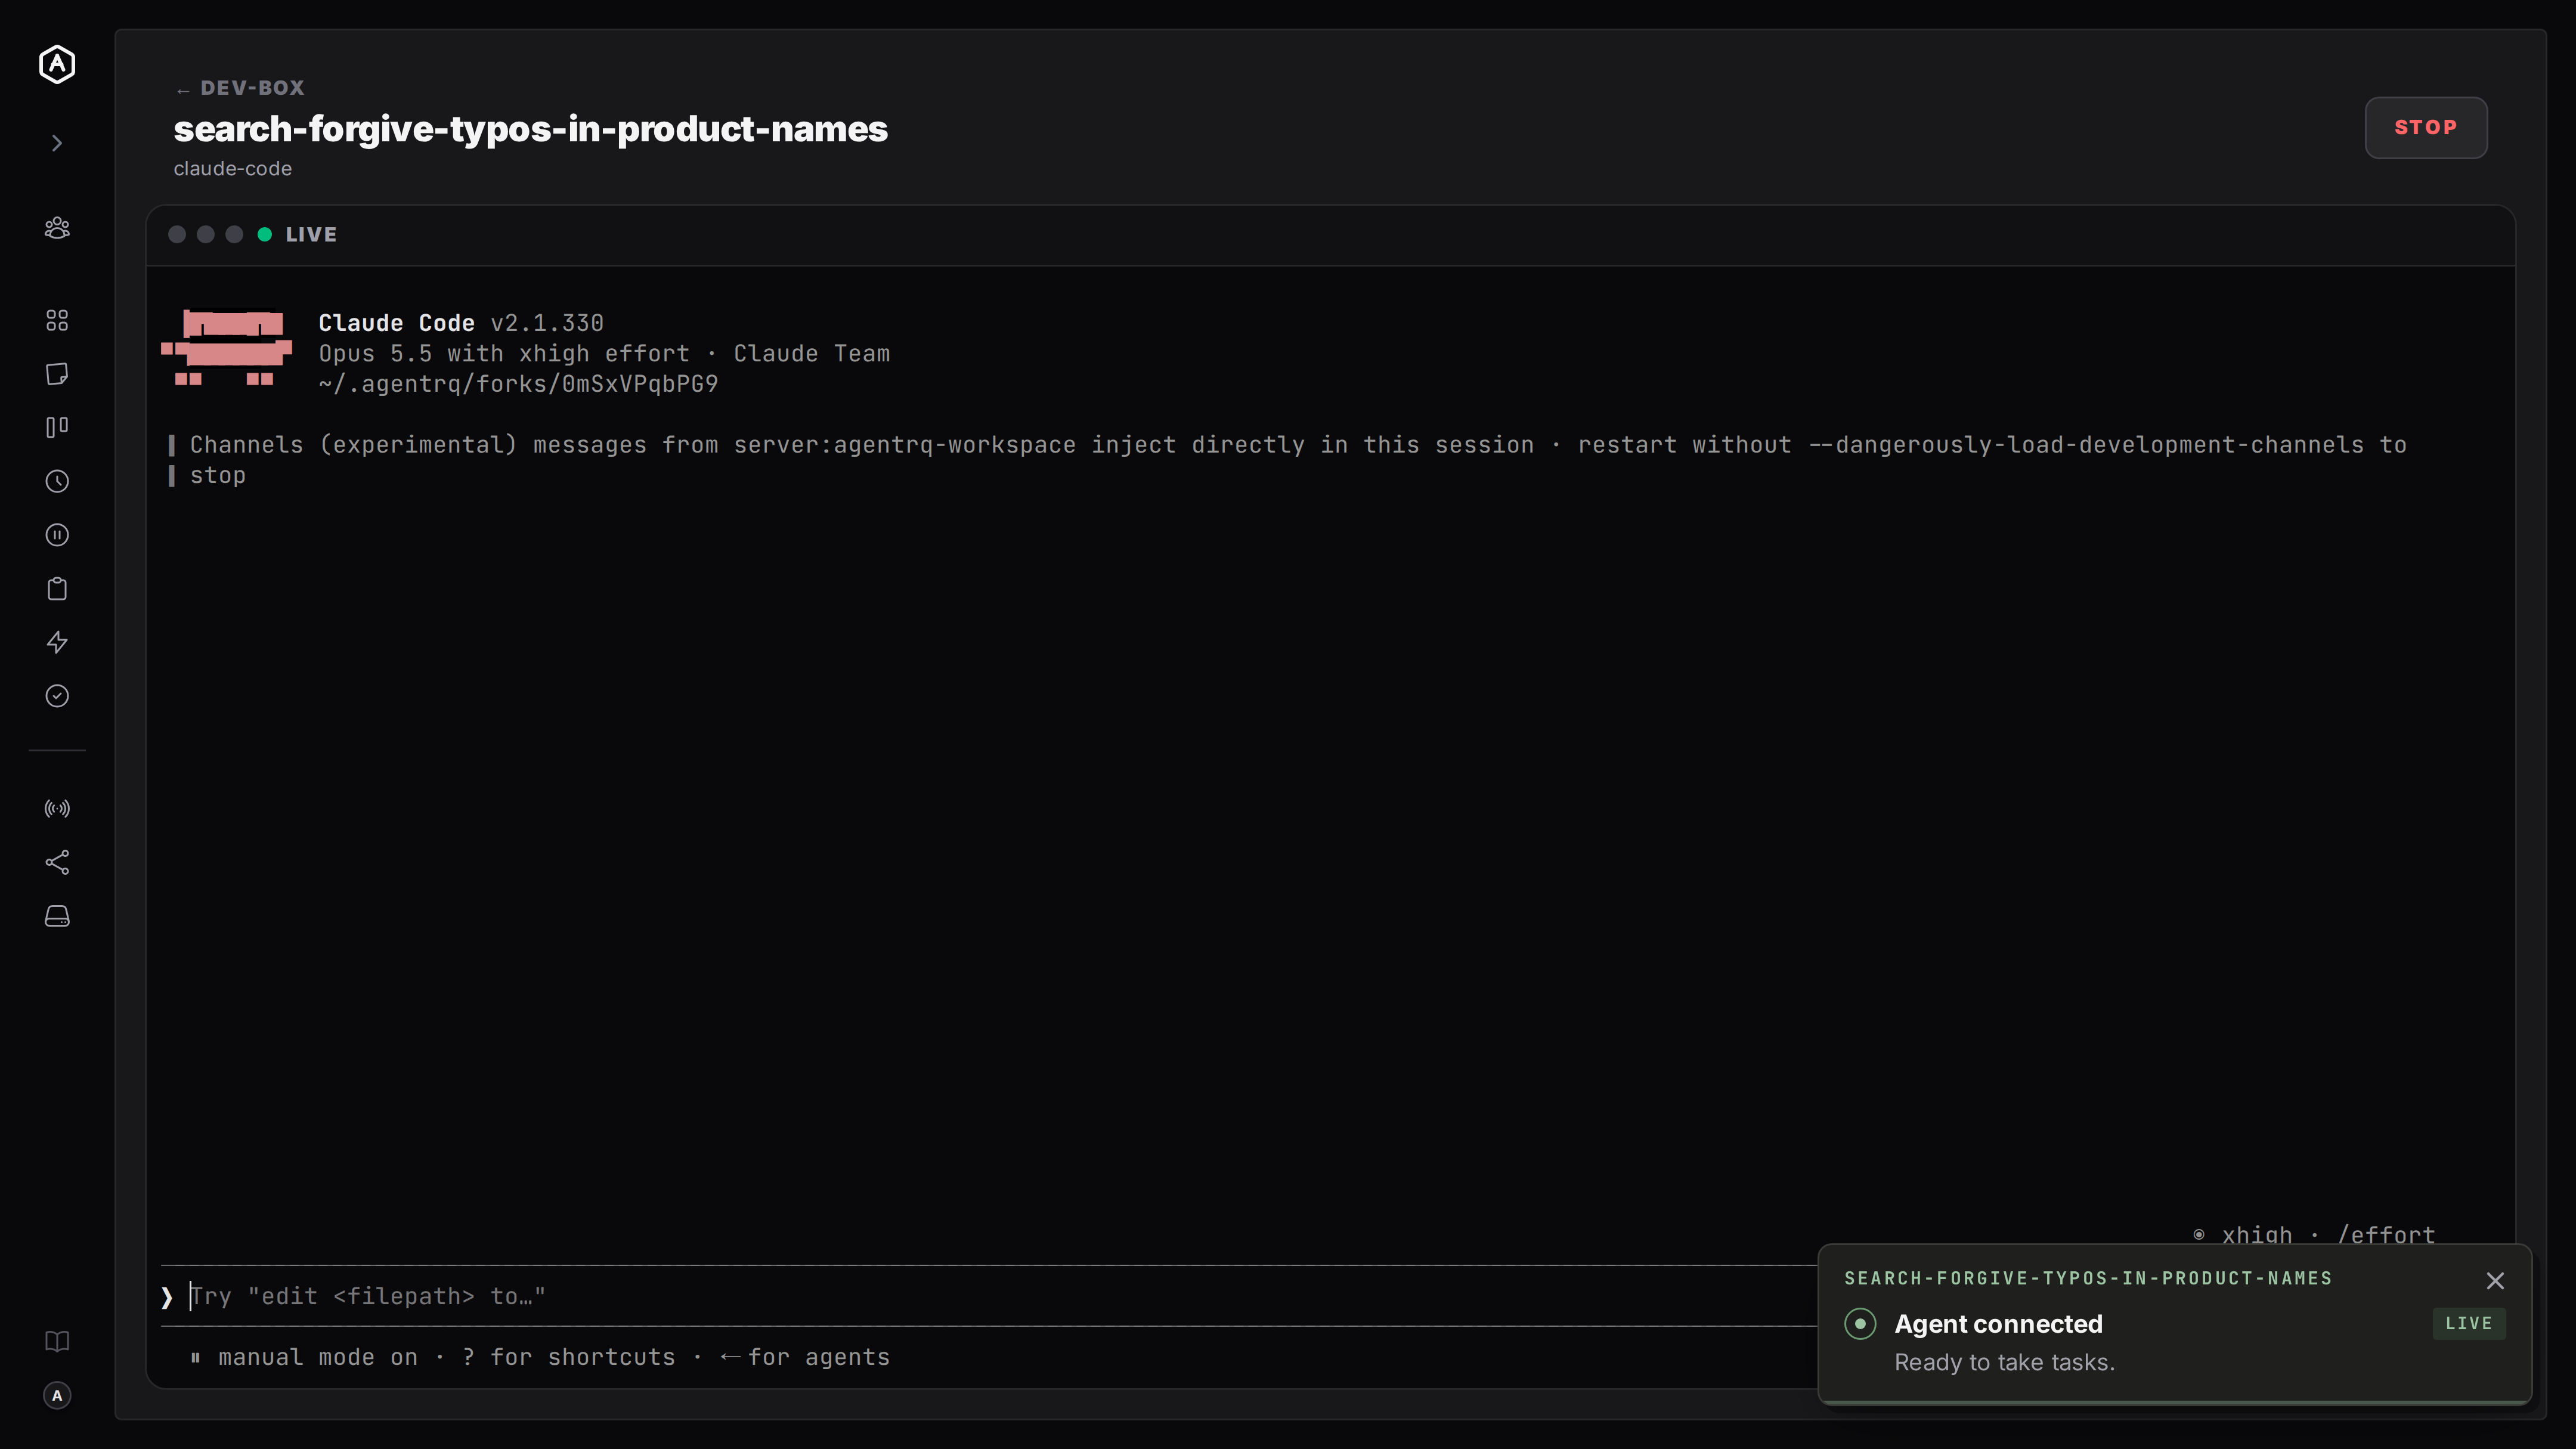 ← DEV-BOX
search-forgive-typos-in-product-names
claude-code
STOP
LIVE
Claude Code v2.1.330
Opus 5.5 with xhigh effort · Claude Team
~/.agentrq/forks/0mSxVPqbPG9
Channels (experimental) messages from server:agentrq-workspace inject directly in this session · restart without --dangerously-load-development-channels to
stop
◉ xhigh · /effort
❯ Try "edit <filepath> to…"
⏸ manual mode on · ? for shortcuts · ← for agents
SEARCH-FORGIVE-TYPOS-IN-PRODUCT-NAMES
Agent connected
LIVE
Ready to take tasks.
A